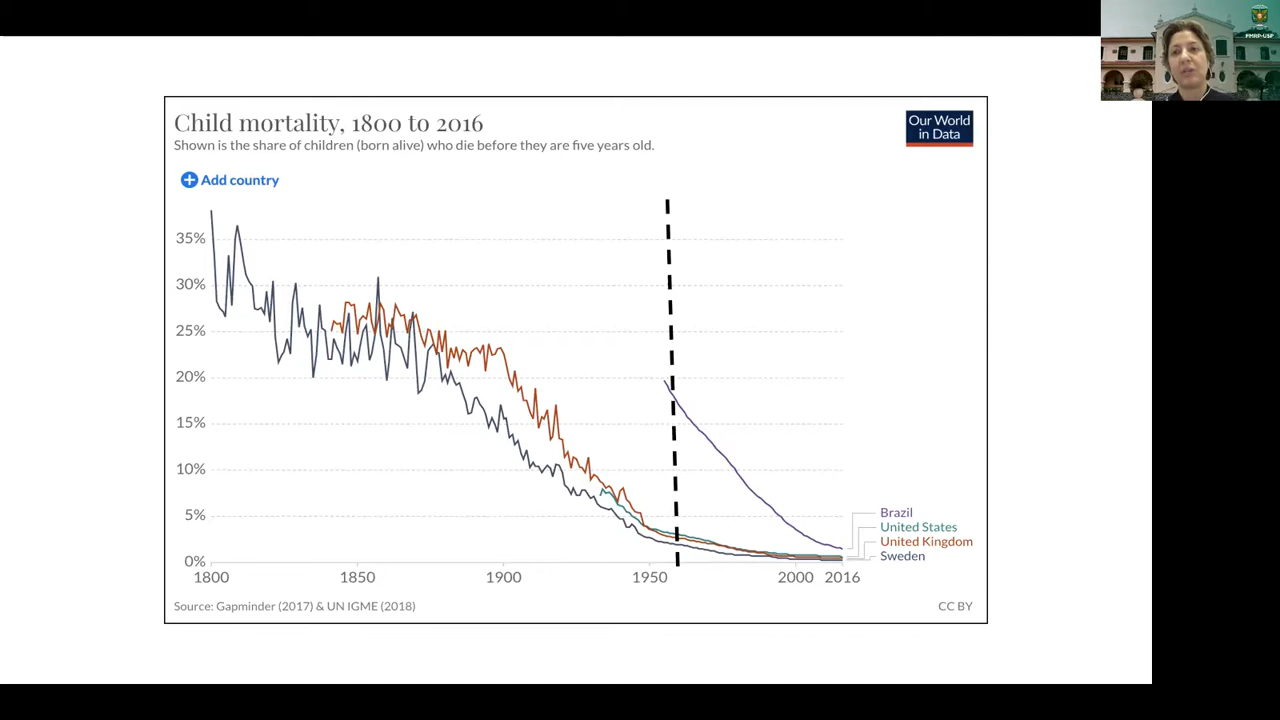 FMRP-USP
Child mortality, 1800 to 2016
Shown is the share of children (born alive) who die before they are five years old.
Our World
in Data
Add country
35%
30%
25%
20%
15%
10%
5%
0%
1800
1850
1900
1950
2000
2016
Brazil
United States
United Kingdom
Sweden
Source: Gapminder (2017) & UN IGME (2018)
CC BY